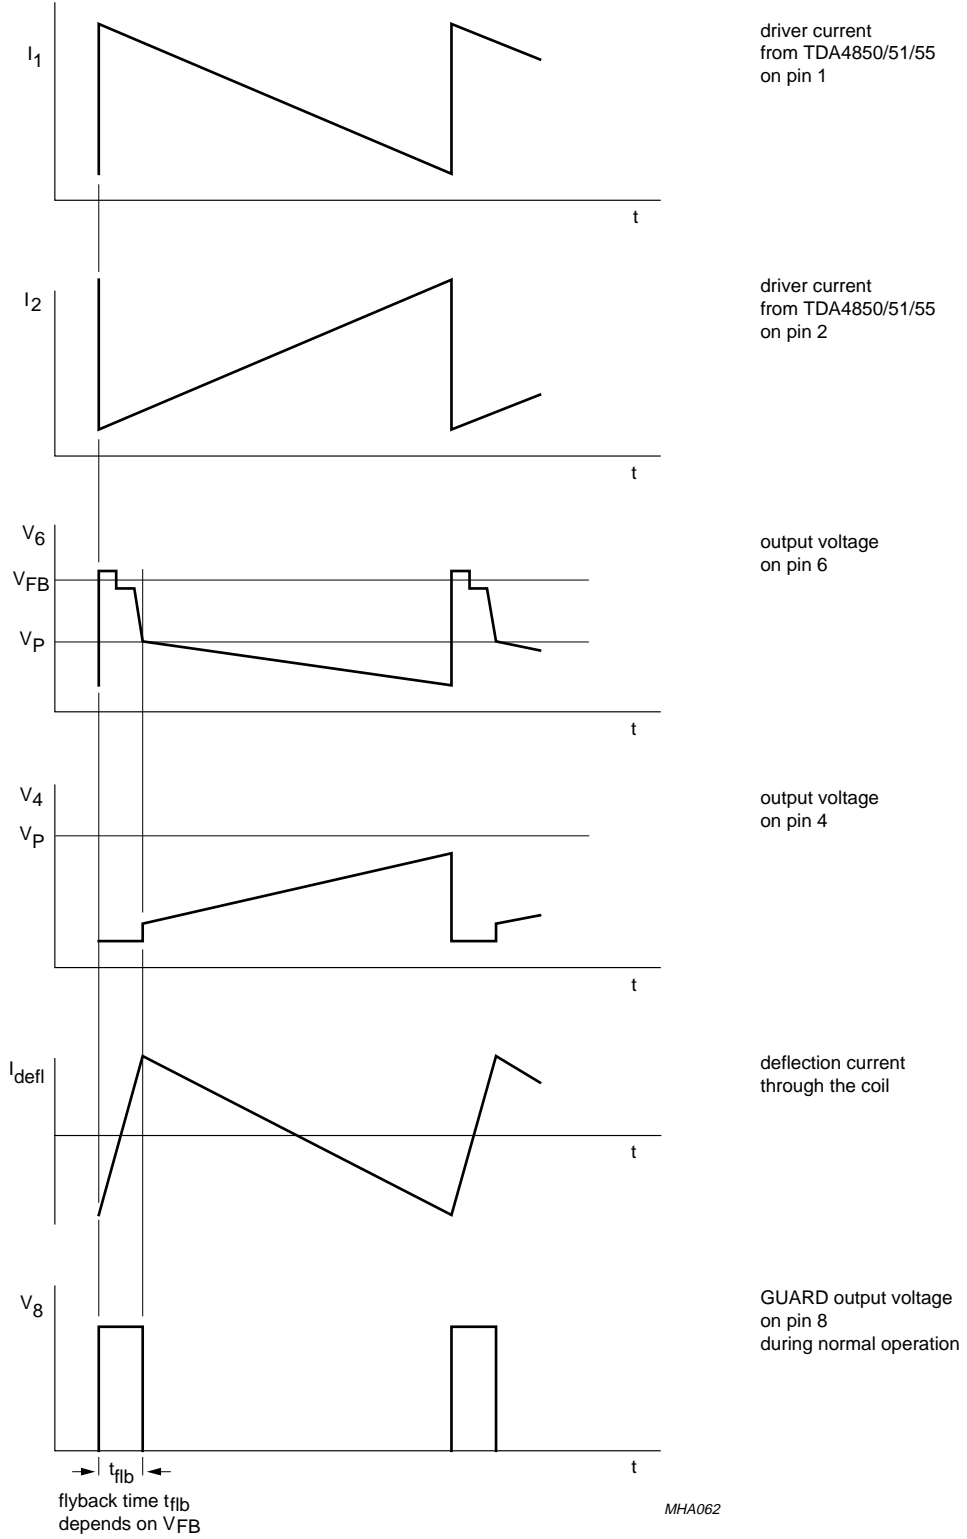 I1
driver current
from TDA4850/51/55
on pin 1
t
I2
driver current
from TDA4850/51/55
on pin 2
t
V6
VFB
VP
output voltage
on pin 6
t
V4
VP
output voltage
on pin 4
t
Idefl
deflection current
through the coil
t
V8
GUARD output voltage
on pin 8
during normal operation
t
tflb
flyback time tflb
depends on VFB
MHA062